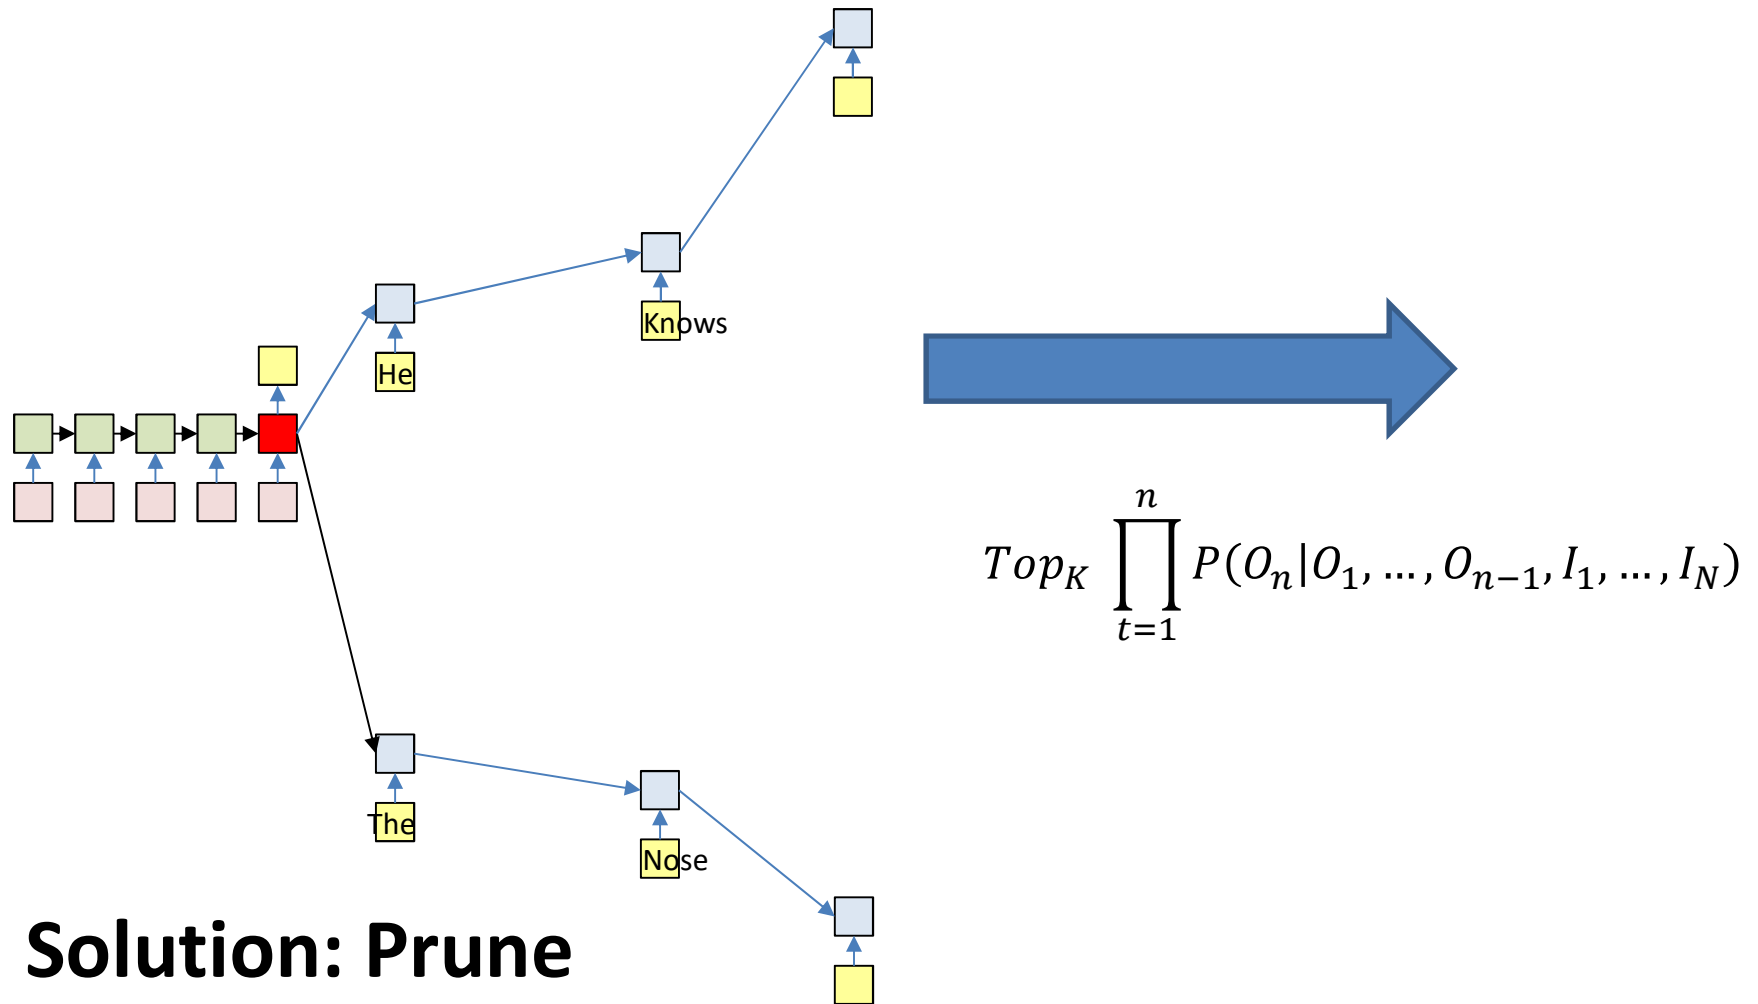 Knows
He
Top_K ∏_{t=1}^{n} P(O_n|O_1, …, O_{n−1}, I_1, …, I_N)
The
Nose
Solution: Prune